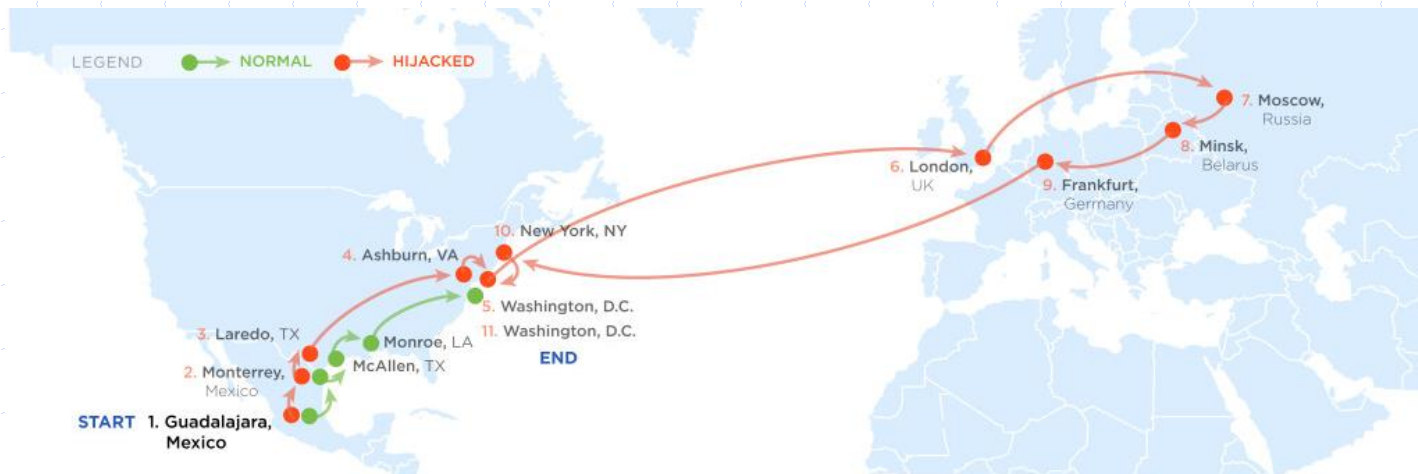 LEGEND NORMAL HIJACKED
7. Moscow,
Russia
8. Minsk,
Belarus
6. London,
UK
9. Frankfurt,
Germany
10. New York, NY
4. Ashburn, VA
5. Washington, D.C.
11. Washington, D.C.
END
3. Laredo, TX
Monroe, LA
McAllen, TX
2. Monterrey,
Mexico
START 1. Guadalajara,
Mexico